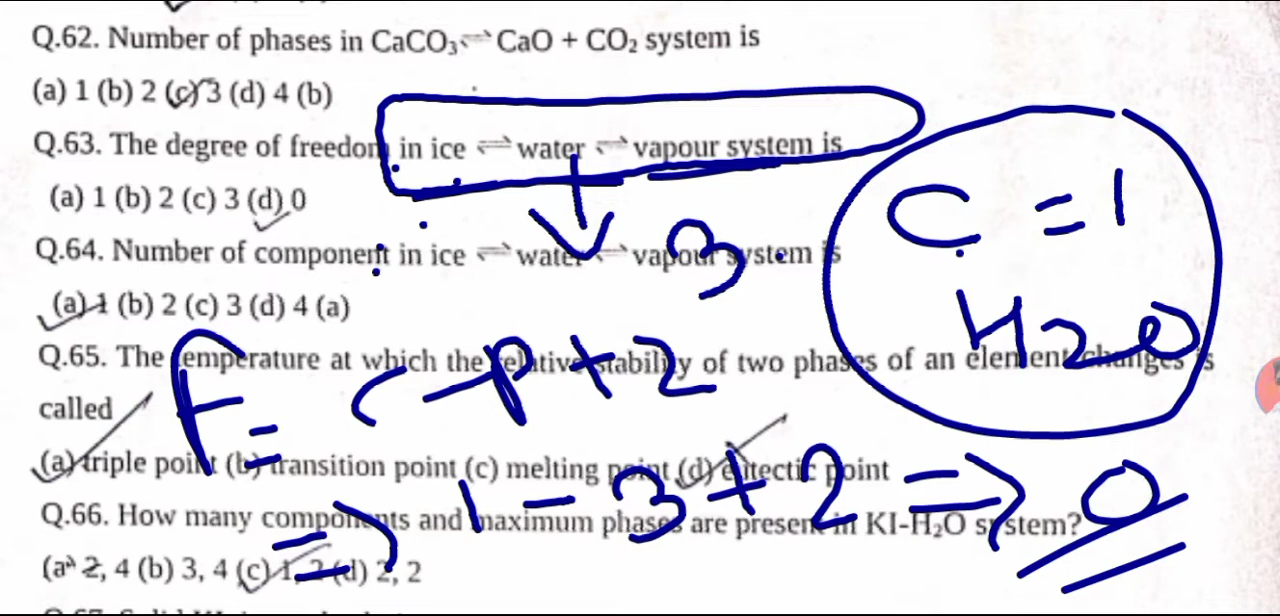 Q.62. Number of phases in CaCO₃⇌CaO + CO₂ system is
(a) 1 (b) 2 (c) 3 (d) 4 (b)
Q.63. The degree of freedom in ice ⇌ water ⇌ vapour system is
(a) 1 (b) 2 (c) 3 (d) 0
C = 1
Q.64. Number of component in ice ⇌ water ⇌ vapour system is
3
(a) 1 (b) 2 (c) 3 (d) 4 (a)
H₂O
Q.65. The temperature at which the relative stability of two phases of an element changes is
called
F = C - P + 2
(a) triple point (b) transition point (c) melting point (d) eutectic point
⇒ 1 - 3 + 2 ⇒ 0
Q.66. How many components and maximum phases are present in KI-H₂O system?
(a) 2, 4 (b) 3, 4 (c) 1, 2 (d) 2, 2